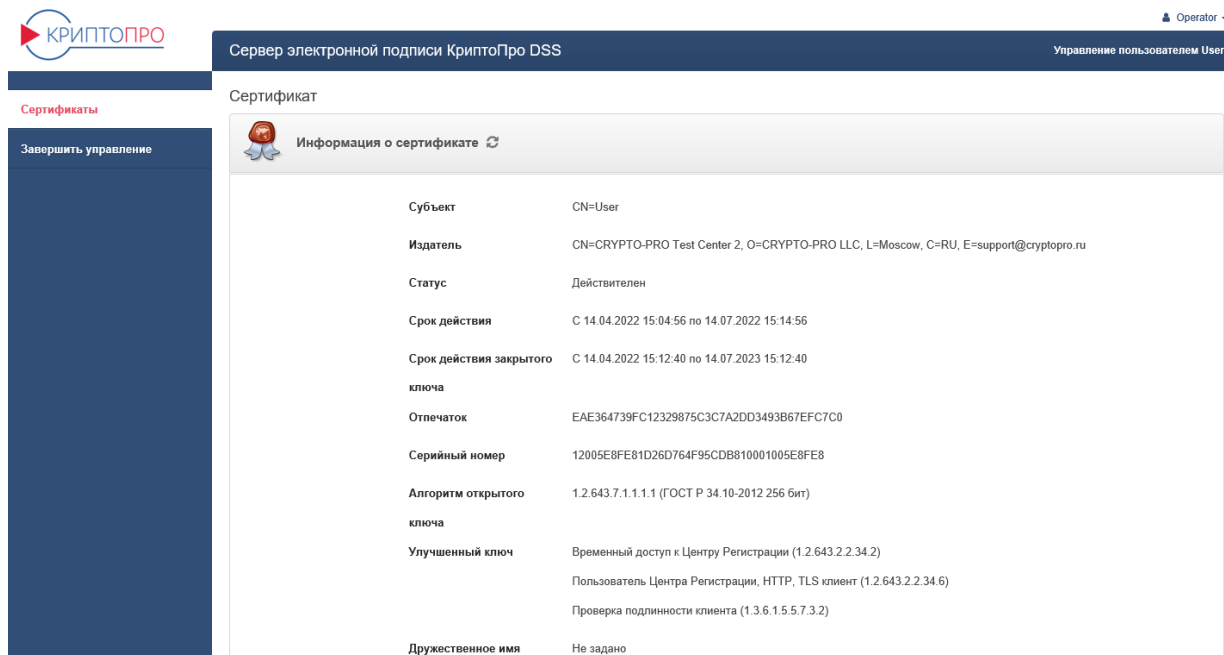 КРИПТОПРО
Operator
Сервер электронной подписи КриптоПро DSS
Управление пользователем User
Сертификаты
Завершить управление
Сертификат
Информация о сертификате
Субъект CN=User
Издатель CN=CRYPTO-PRO Test Center 2, O=CRYPTO-PRO LLC, L=Moscow, C=RU, E=support@cryptopro.ru
Статус Действителен
Срок действия С 14.04.2022 15:04:56 по 14.07.2022 15:14:56
Срок действия закрытого С 14.04.2022 15:12:40 по 14.07.2023 15:12:40
ключа
Отпечаток EAE364739FC12329875C3C7A2DD3493B67EFC7C0
Серийный номер 12005E8FE81D26D764F95CDB810001005E8FE8
Алгоритм открытого 1.2.643.7.1.1.1.1 (ГОСТ Р 34.10-2012 256 бит)
ключа
Улучшенный ключ Временный доступ к Центру Регистрации (1.2.643.2.2.34.2)
Пользователь Центра Регистрации, HTTP, TLS клиент (1.2.643.2.2.34.6)
Проверка подлинности клиента (1.3.6.1.5.5.7.3.2)
Дружественное имя Не задано